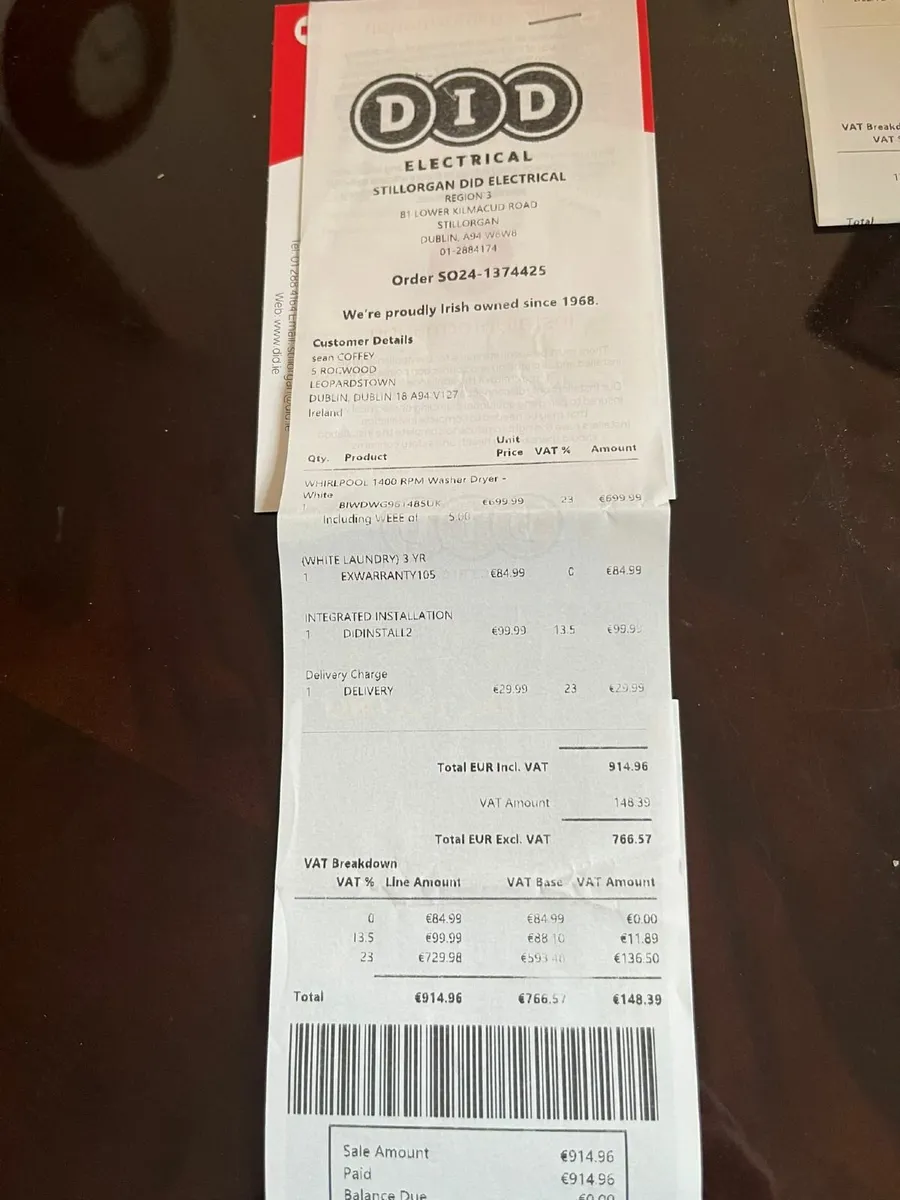 DID
ELECTRICAL
STILLORGAN DID ELECTRICAL
REGION 3
81 LOWER KILMACUD ROAD
STILLORGAN
DUBLIN, A94 W6W8
01-2884174
Order SO24-1374425
We're proudly Irish owned since 1968.
Customer Details
sean COFFEY
LEOPARDSTOWN
DUBLIN, DUBLIN 18 A94 V127
Ireland
Qty. Product Unit Price VAT % Amount
WHIRLPOOL 1400 RPM Washer Dryer -
White
1 BIWDWG961485UK €699.99 23 €699.99
Including WEEE of 5.00
(WHITE LAUNDRY) 3 YR
1 EXWARRANTY105 €84.99 0 €84.99
INTEGRATED INSTALLATION
1 DIDINSTALL2 €99.99 13.5 €99.99
Delivery Charge
1 DELIVERY €29.99 23 €29.99
Total EUR Incl. VAT 914.96
VAT Amount 148.39
Total EUR Excl. VAT 766.57
VAT Breakdown
VAT % Line Amount VAT Base VAT Amount
0 €84.99 €84.99 €0.00
13.5 €99.99 €88.10 €11.89
23 €729.98 €136.50
Total €914.96 €766.57 €148.39
Sale Amount €914.96
Paid €914.96
Balance Due €0.00
Web: www.did.ie
VAT
Total